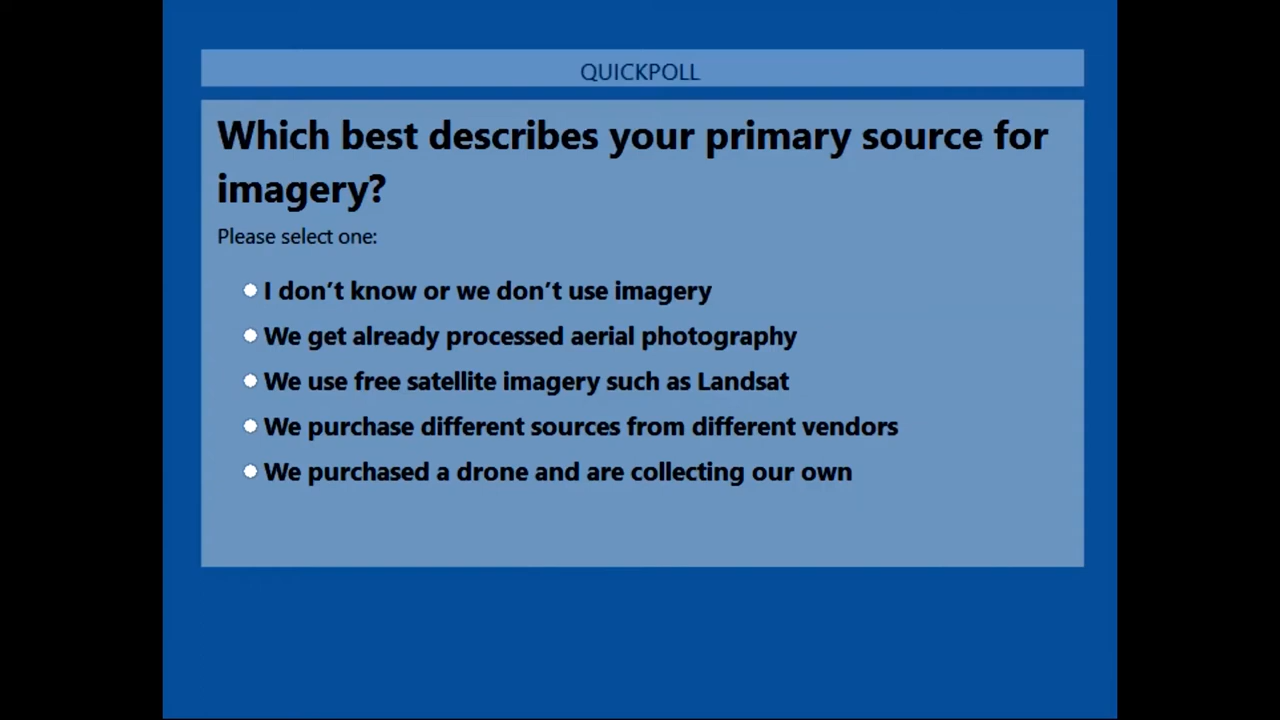 QUICKPOLL
Which best describes your primary source for
imagery?
Please select one:
I don’t know or we don’t use imagery
We get already processed aerial photography
We use free satellite imagery such as Landsat
We purchase different sources from different vendors
We purchased a drone and are collecting our own